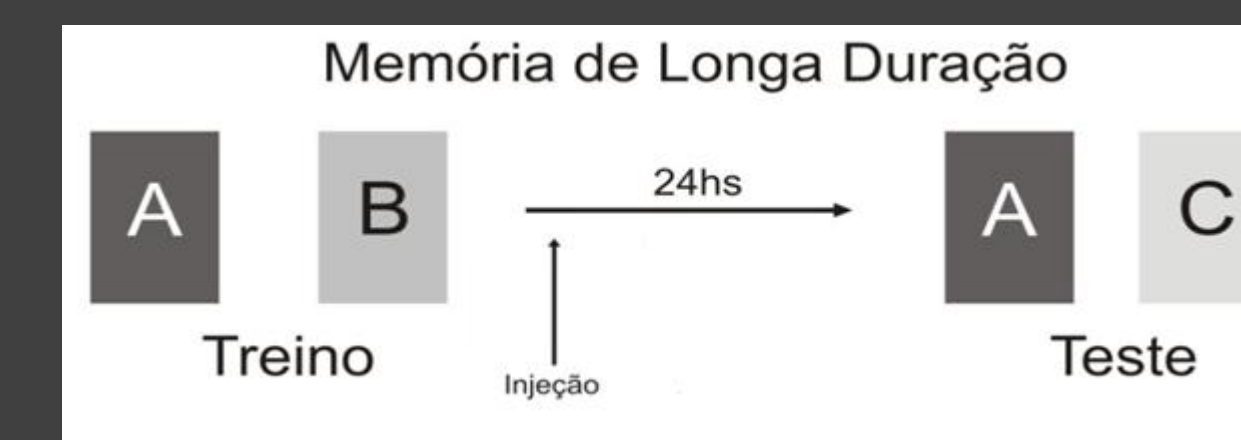 Memória de Longa Duração
24hs
A B A C
Treino Teste
Injeção